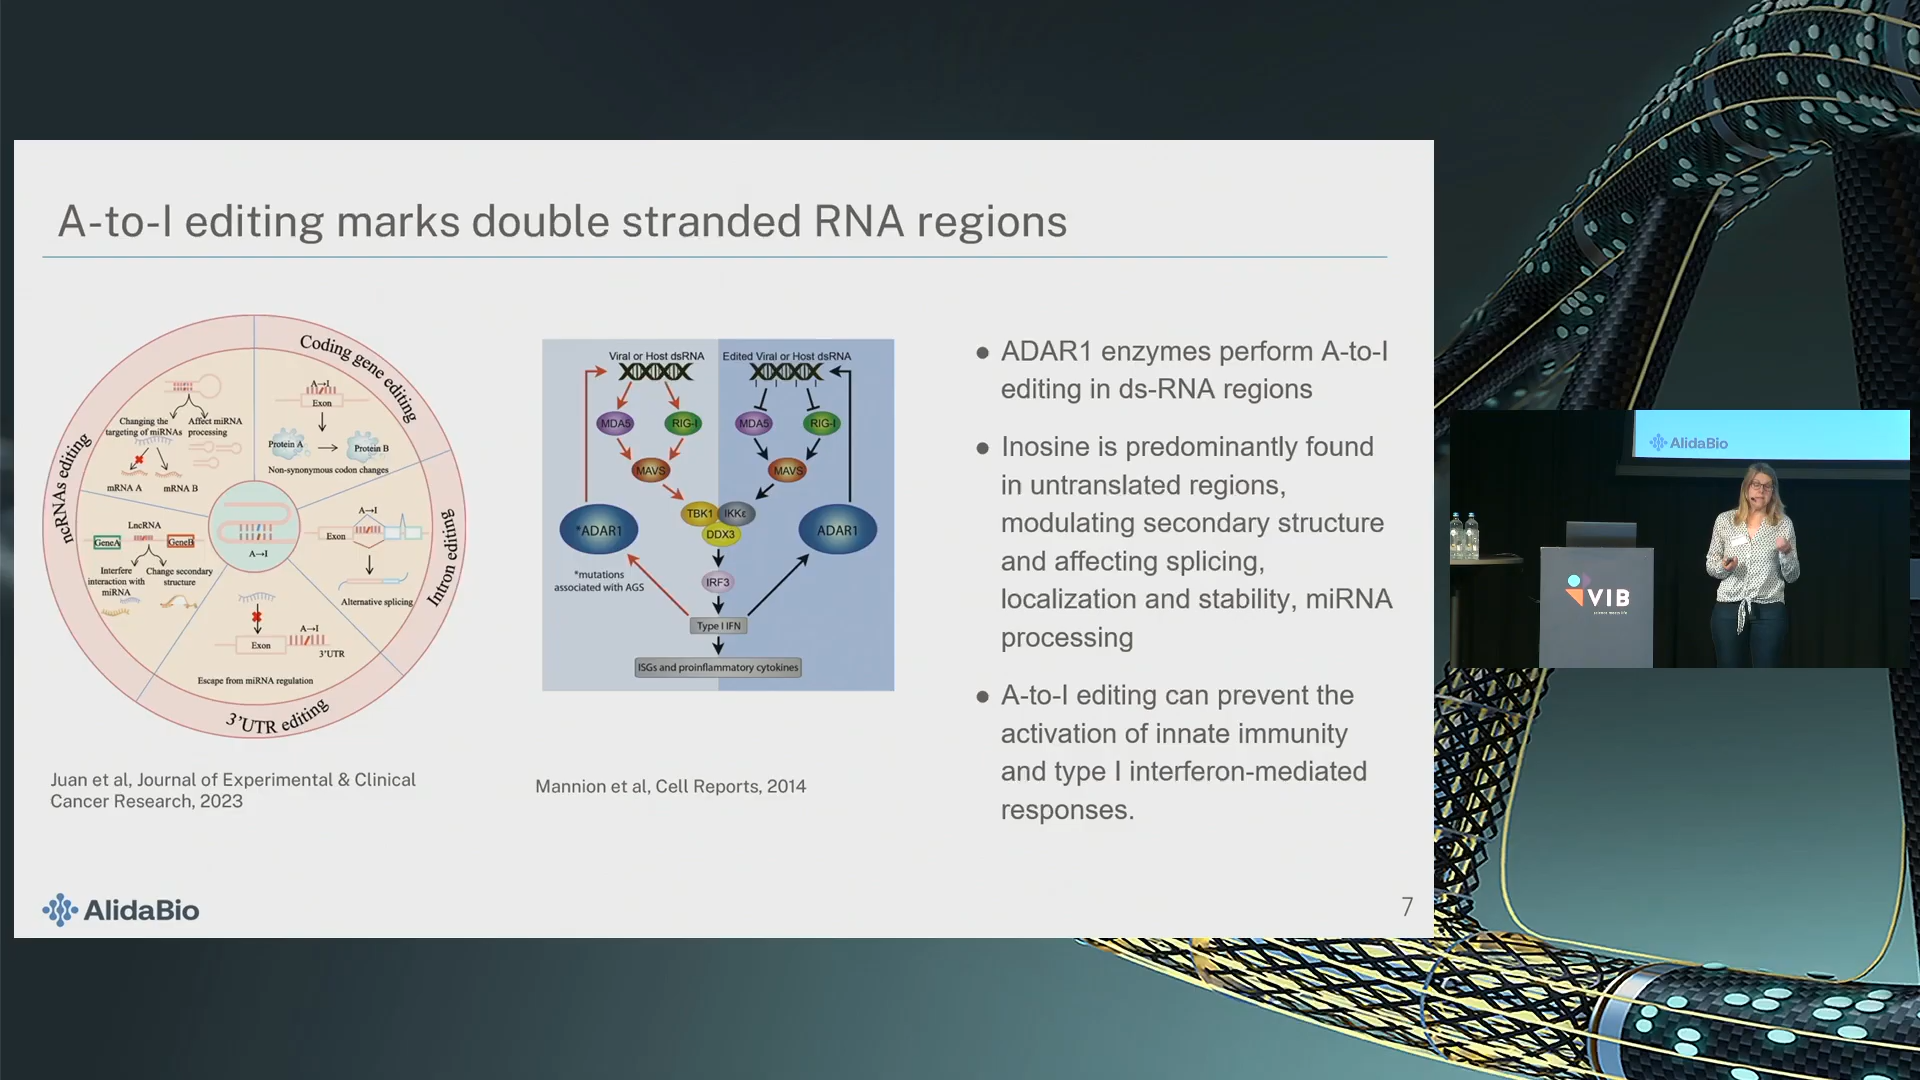 A-to-I editing marks double stranded RNA regions
Coding gene editing
Intron editing
3'UTR editing
ncRNAs editing
A→I
Exon
Protein A
Protein B
Non-synonymous codon changes
Changing the
targeting of miRNAs
Affect miRNA
processing
mRNA A
mRNA B
LncRNA
GeneA
GeneB
Interfere
interaction with
miRNA
Change secondary
structure
A→I
A→I
Exon
Alternative splicing
A→I
Exon
3'UTR
Escape from miRNA regulation
Juan et al, Journal of Experimental & Clinical
Cancer Research, 2023
Viral or Host dsRNA
Edited Viral or Host dsRNA
MDA5
RIG-I
MDA5
RIG-I
MAVS
MAVS
TBK1
IKKε
DDX3
*ADAR1
ADAR1
*mutations
associated with AGS
IRF3
Type I IFN
ISGs and proinflammatory cytokines
Mannion et al, Cell Reports, 2014
● ADAR1 enzymes perform A-to-I
editing in ds-RNA regions
● Inosine is predominantly found
in untranslated regions,
modulating secondary structure
and affecting splicing,
localization and stability, miRNA
processing
● A-to-I editing can prevent the
activation of innate immunity
and type I interferon-mediated
responses.
AlidaBio
7
AlidaBio
VIB